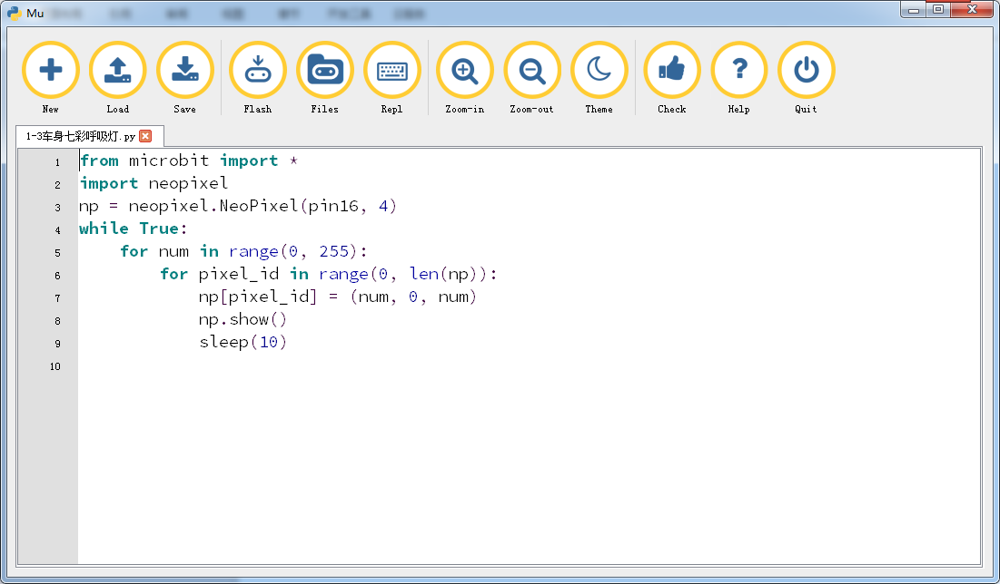 Mu
New Load Save Flash Files Repl Zoom-in Zoom-out Theme Check Help Quit
1-3车身七彩呼吸灯.py
1 from microbit import *
2 import neopixel
3 np = neopixel.NeoPixel(pin16, 4)
4 while True:
5     for num in range(0, 255):
6         for pixel_id in range(0, len(np)):
7             np[pixel_id] = (num, 0, num)
8             np.show()
9             sleep(10)
10